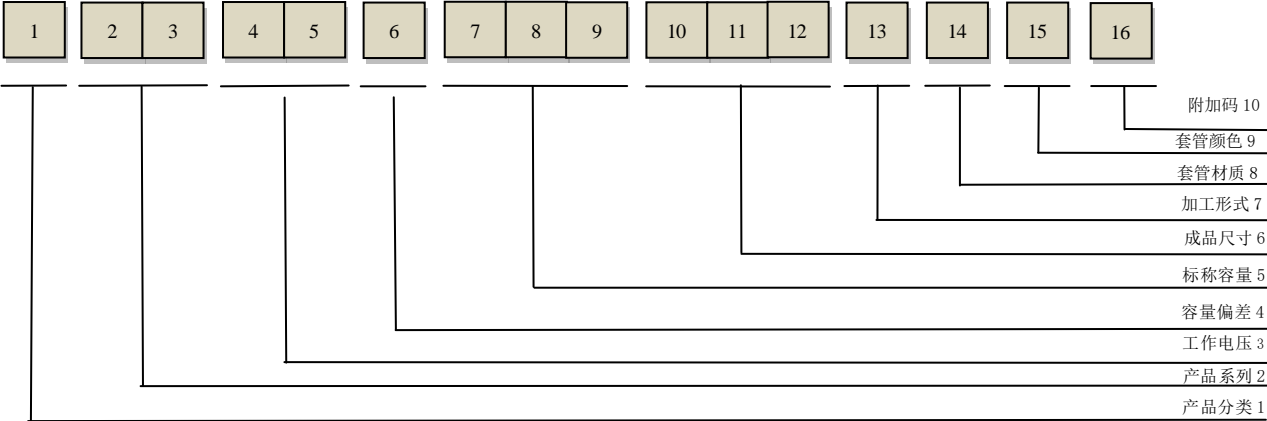 1 2 3 4 5 6 7 8 9 10 11 12 13 14 15 16
附加码 10
套管颜色 9
套管材质 8
加工形式 7
成品尺寸 6
标称容量 5
容量偏差 4
工作电压 3
产品系列 2
产品分类 1